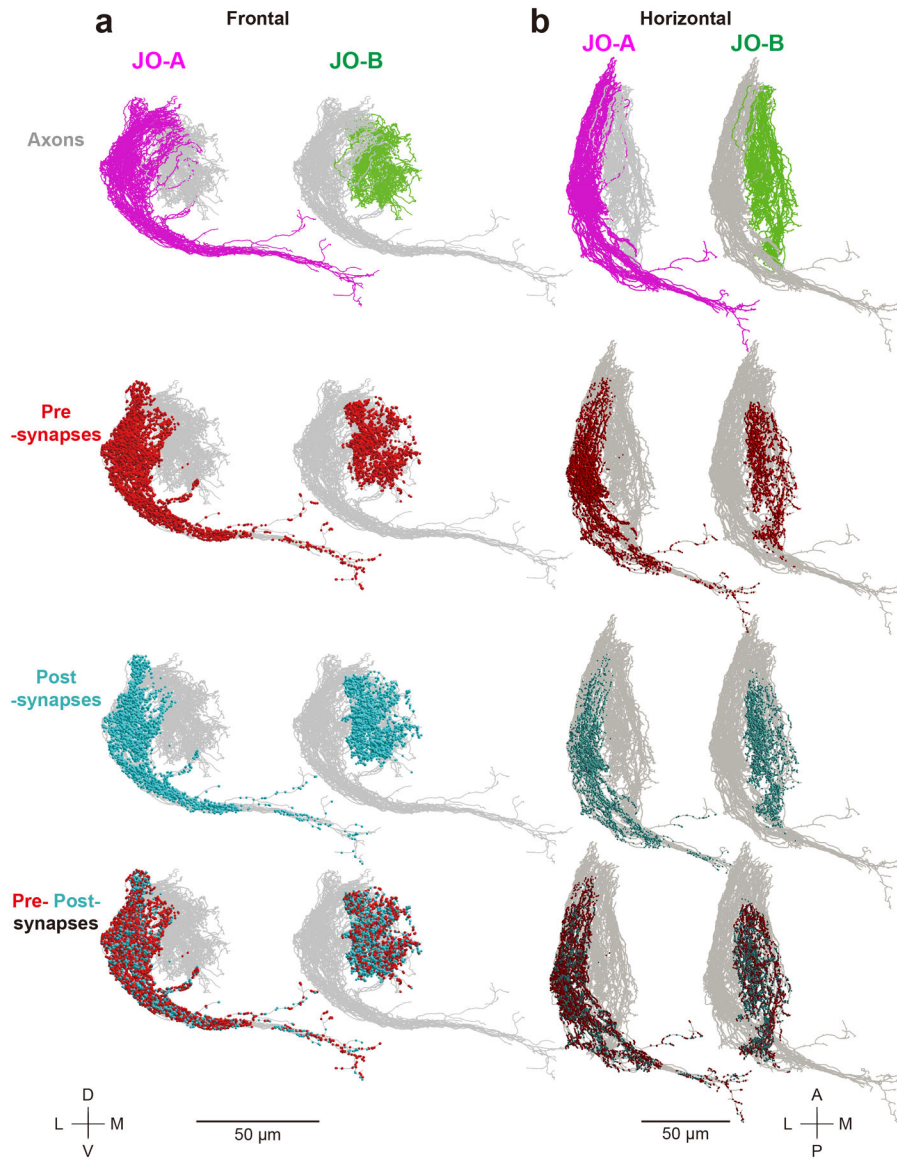 a Frontal b Horizontal
JO-A JO-B JO-A JO-B
Axons
Pre
-synapses
Post
-synapses
Pre- Post-
synapses
D A
L M L M
V P
50 µm 50 µm